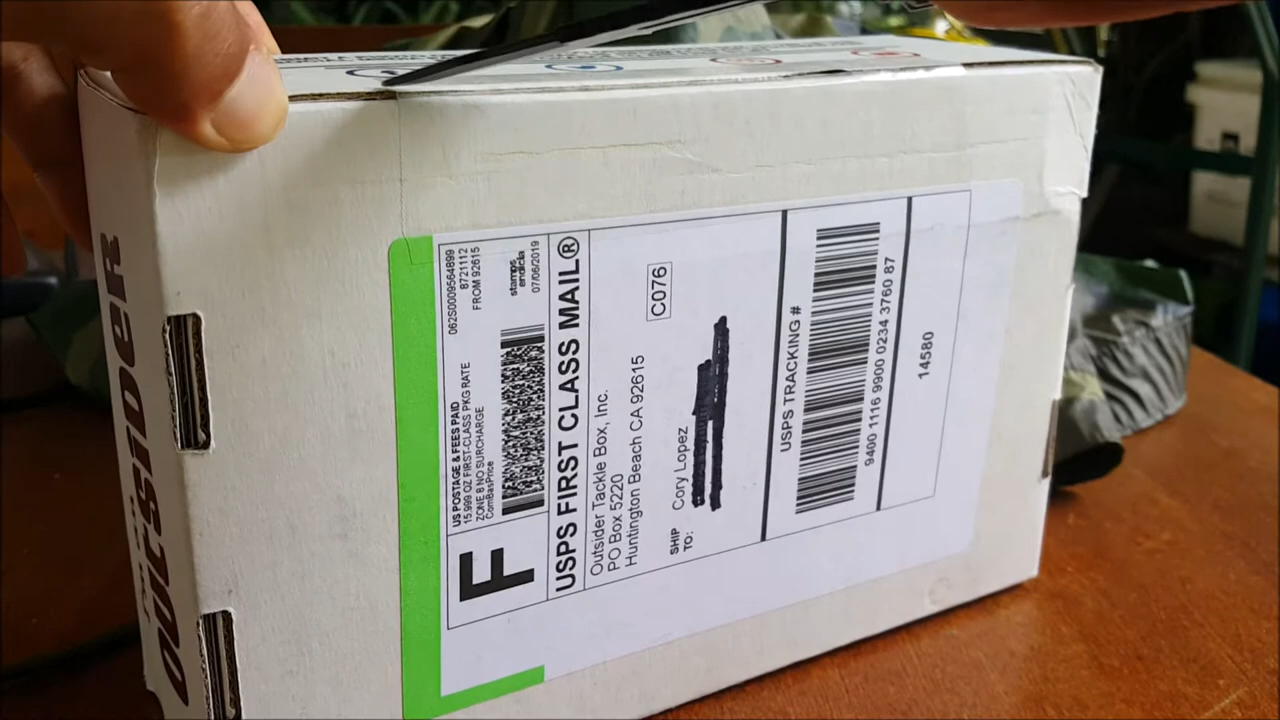 OUTSIDER
US POSTAGE & FEES PAID
15.999 OZ FIRST-CLASS PKG RATE
ZONE 8 NO SURCHARGE
ComBasPrice
062S0009564899
8721112
FROM 92615
stamps
endicia
07/06/2019
F
USPS FIRST CLASS MAIL®
Outsider Tackle Box, Inc.
PO Box 5220
Huntington Beach CA 92615
C076
SHIP
TO:
Cory Lopez
USPS TRACKING #
9400 1116 9900 0234 3760 87
14580